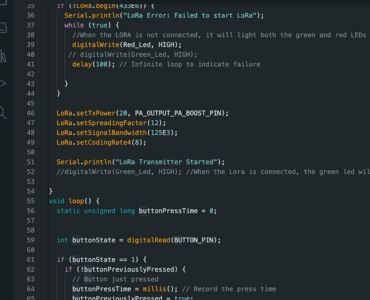 35 if (!LoRa.begin(433E6)) {
36 Serial.println("LoRa Error: Failed to start LoRa");
37 while (true) {
38 //When the LORA is not connected, it will light both the green and red LEDs
39 digitalWrite(Red_Led, HIGH);
40 // digitalWrite(Green_Led, HIGH);
41 delay(100); // Infinite loop to indicate failure
42
43 }
44 }
45
46 LoRa.setTxPower(20, PA_OUTPUT_PA_BOOST_PIN);
47 LoRa.setSpreadingFactor(12);
48 LoRa.setSignalBandwidth(125E3);
49 LoRa.setCodingRate4(8);
50
51 Serial.println("LoRa Transmitter Started");
52 //digitalWrite(Green_Led, HIGH); //When the Lora is connected, the green led wil
53
54 }
55 void loop() {
56 static unsigned long buttonPressTime = 0;
57
58
59 int buttonState = digitalRead(BUTTON_PIN);
60
61 if (buttonState == 1) {
62 if (!buttonPreviouslyPressed) {
63 // Button just pressed
64 buttonPressTime = millis(); // Record the press time
65 buttonPreviouslyPressed = true;